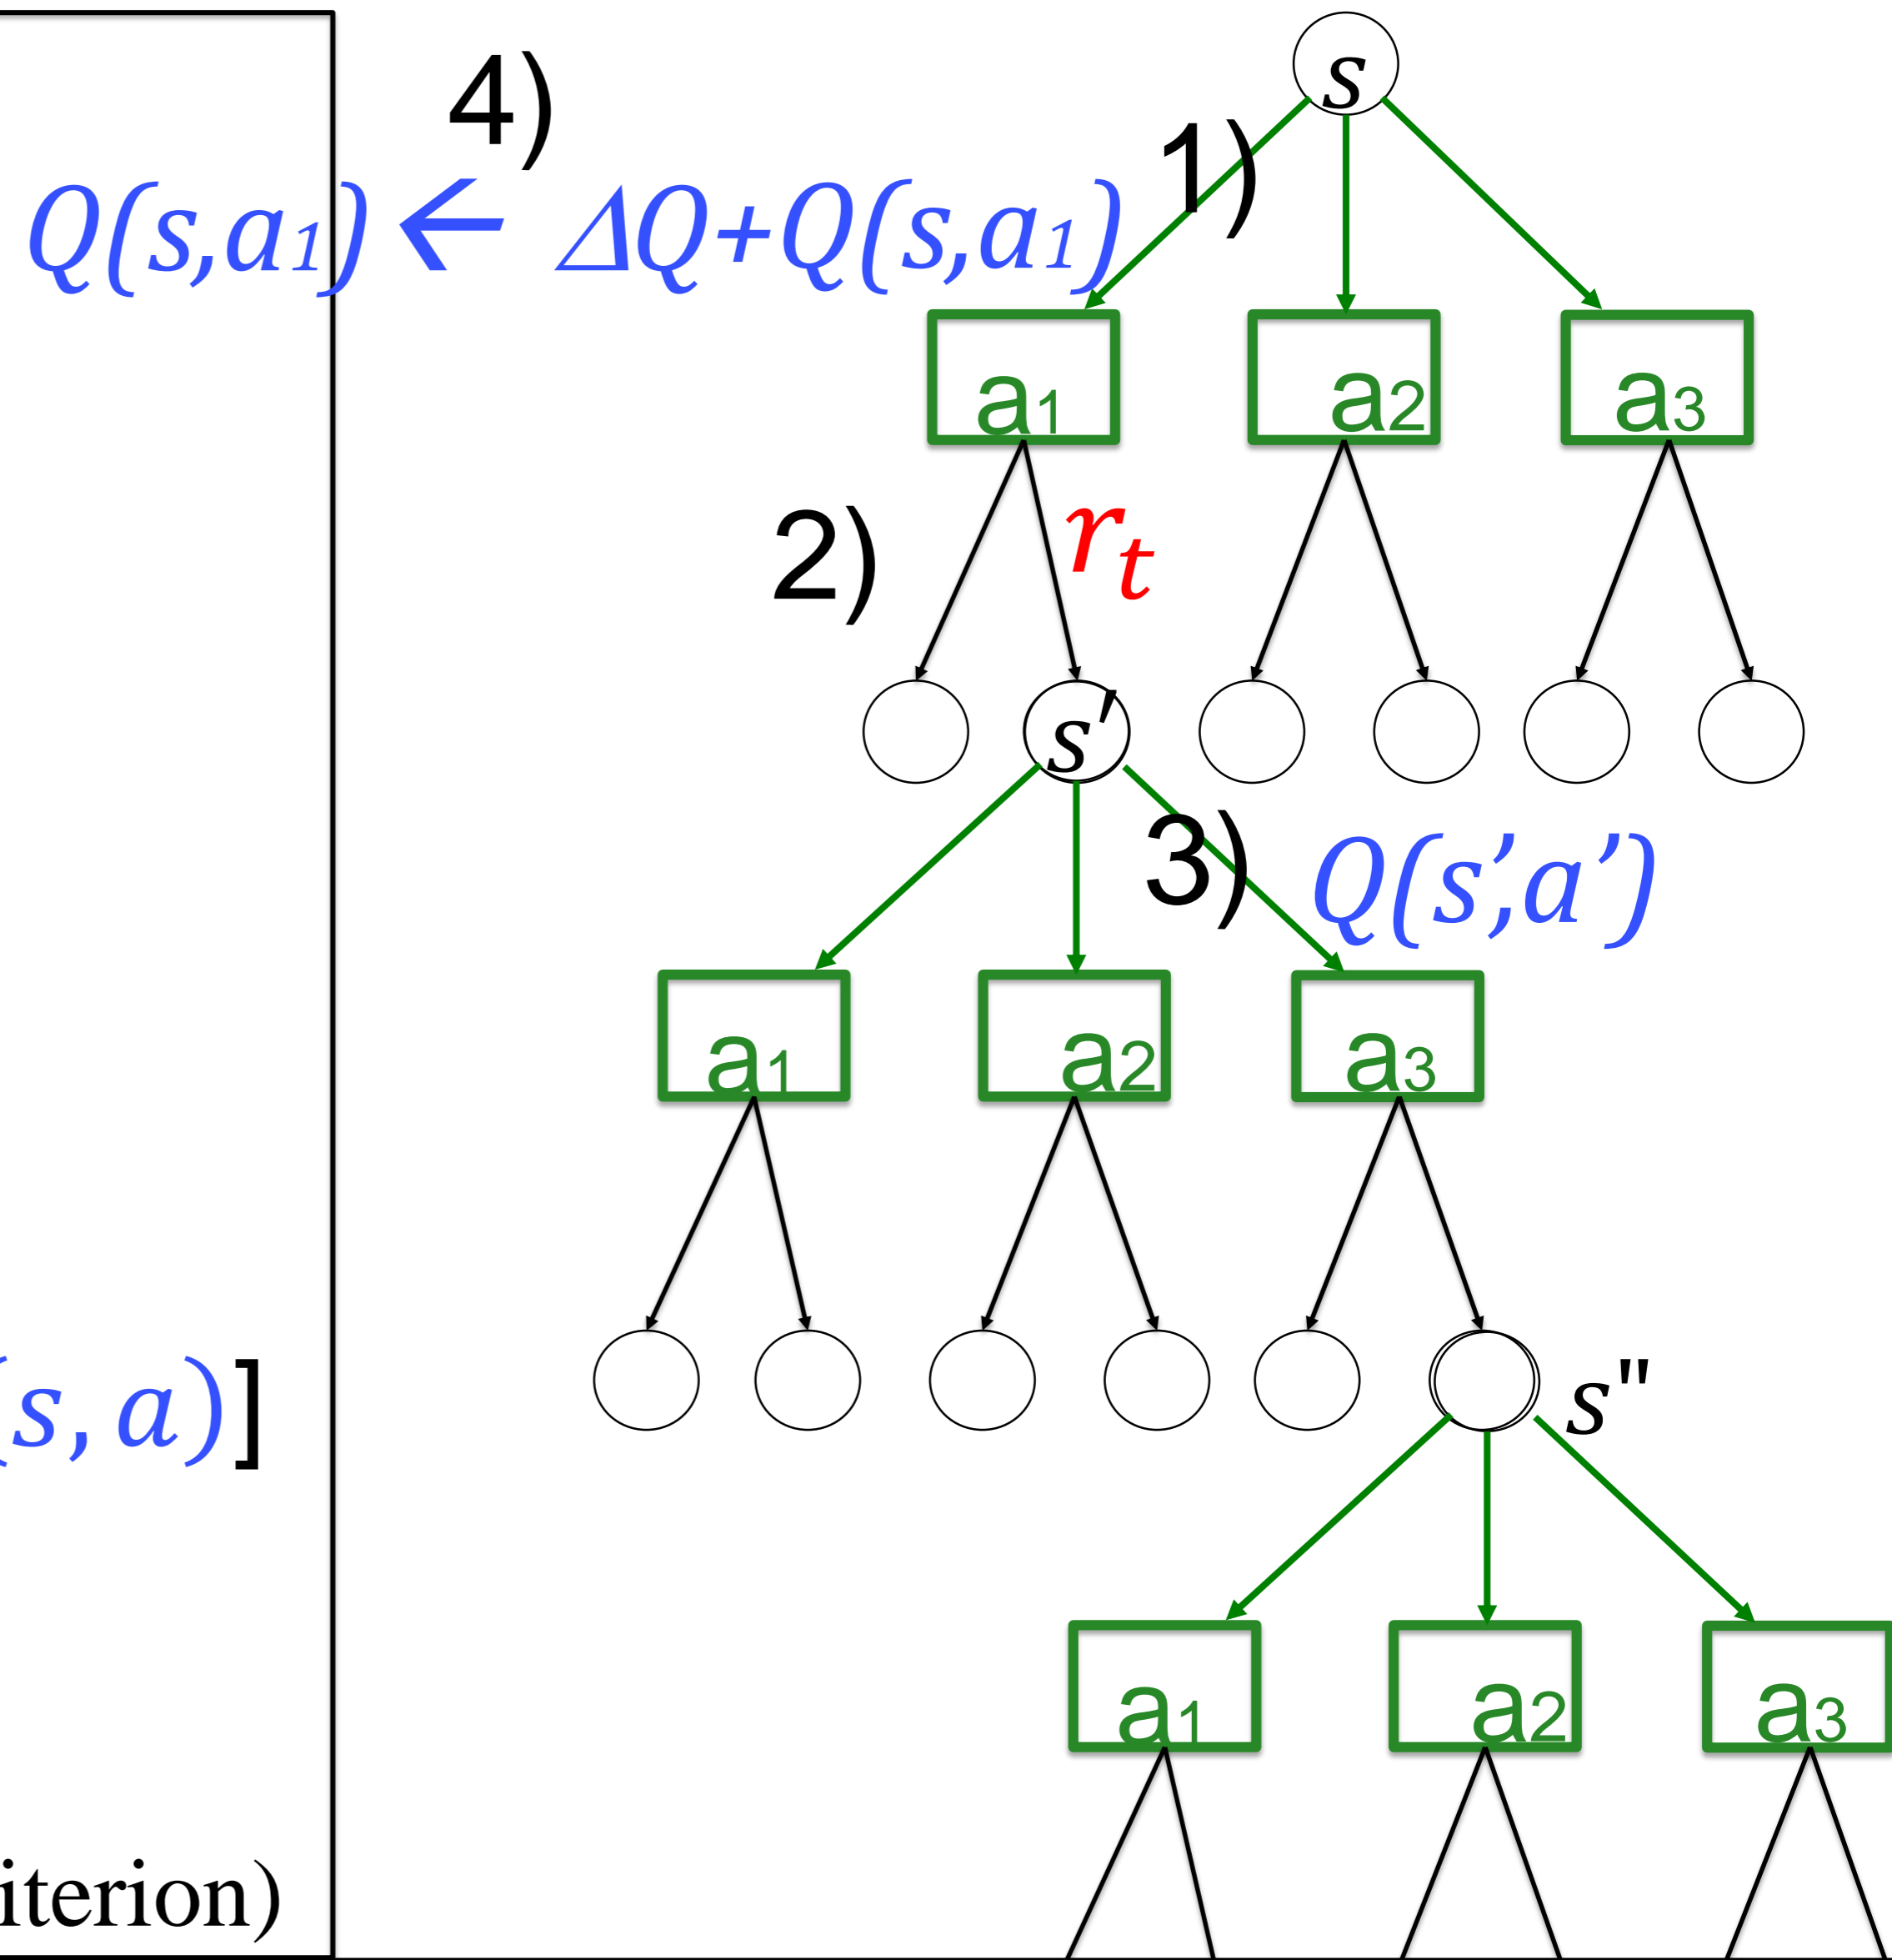 s
4)
1)
Q(s,a₁)← ΔQ+Q(s,a₁)
a₁ a₂ a₃
2)
rₜ
s'
3)
Q(s’,a’)
a₁ a₂ a₃
s, a)]
s"
a₁ a₂ a₃
iterion)